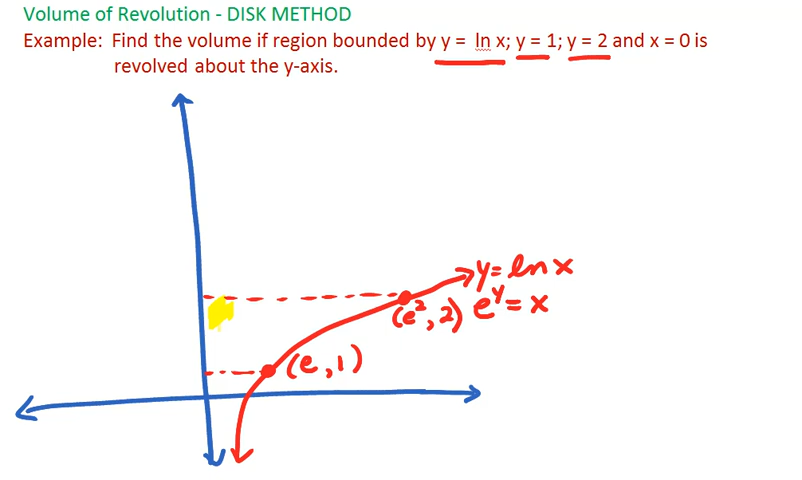 Volume of Revolution - DISK METHOD
Example: Find the volume if region bounded by y = ln x; y = 1; y = 2 and x = 0 is
revolved about the y-axis.
y = ln x
(e², 2) eʸ = x
(e, 1)